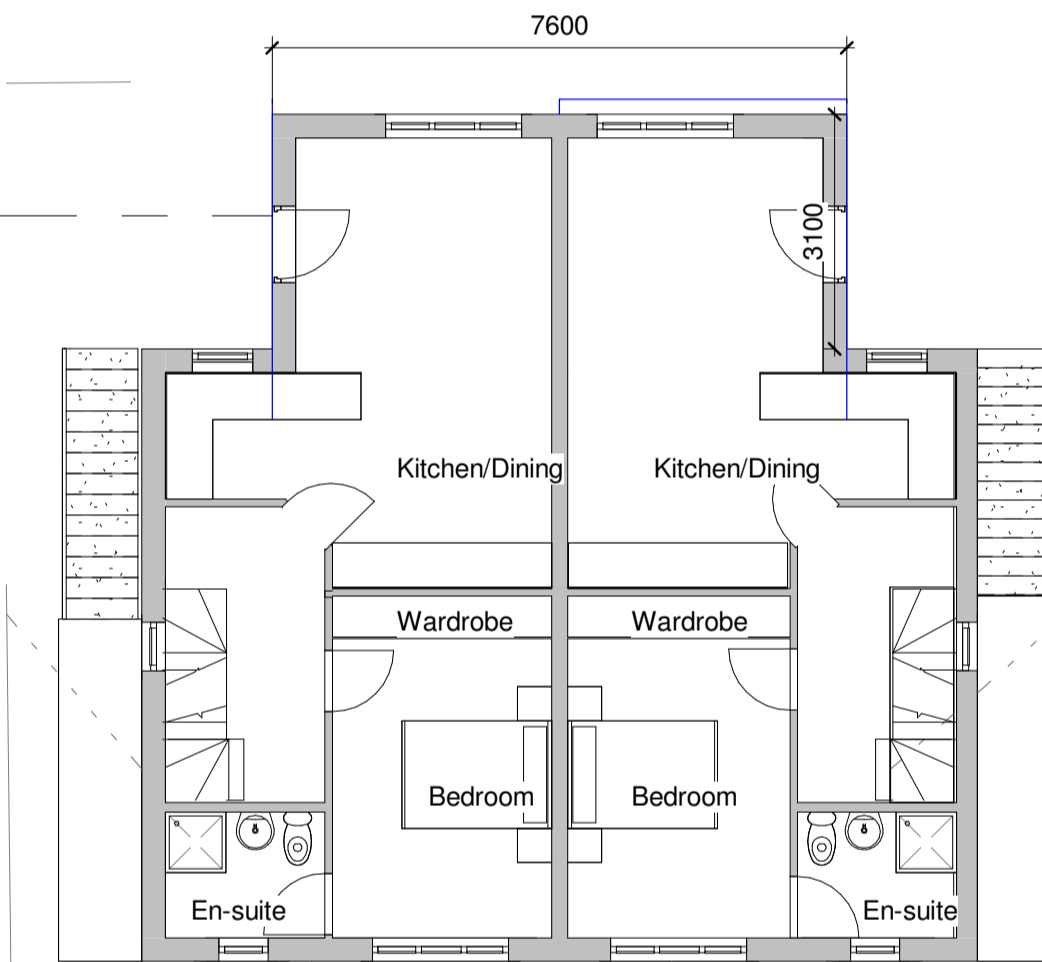 7600
3100
Kitchen/Dining
Kitchen/Dining
Wardrobe
Wardrobe
Bedroom
Bedroom
En-suite
En-suite